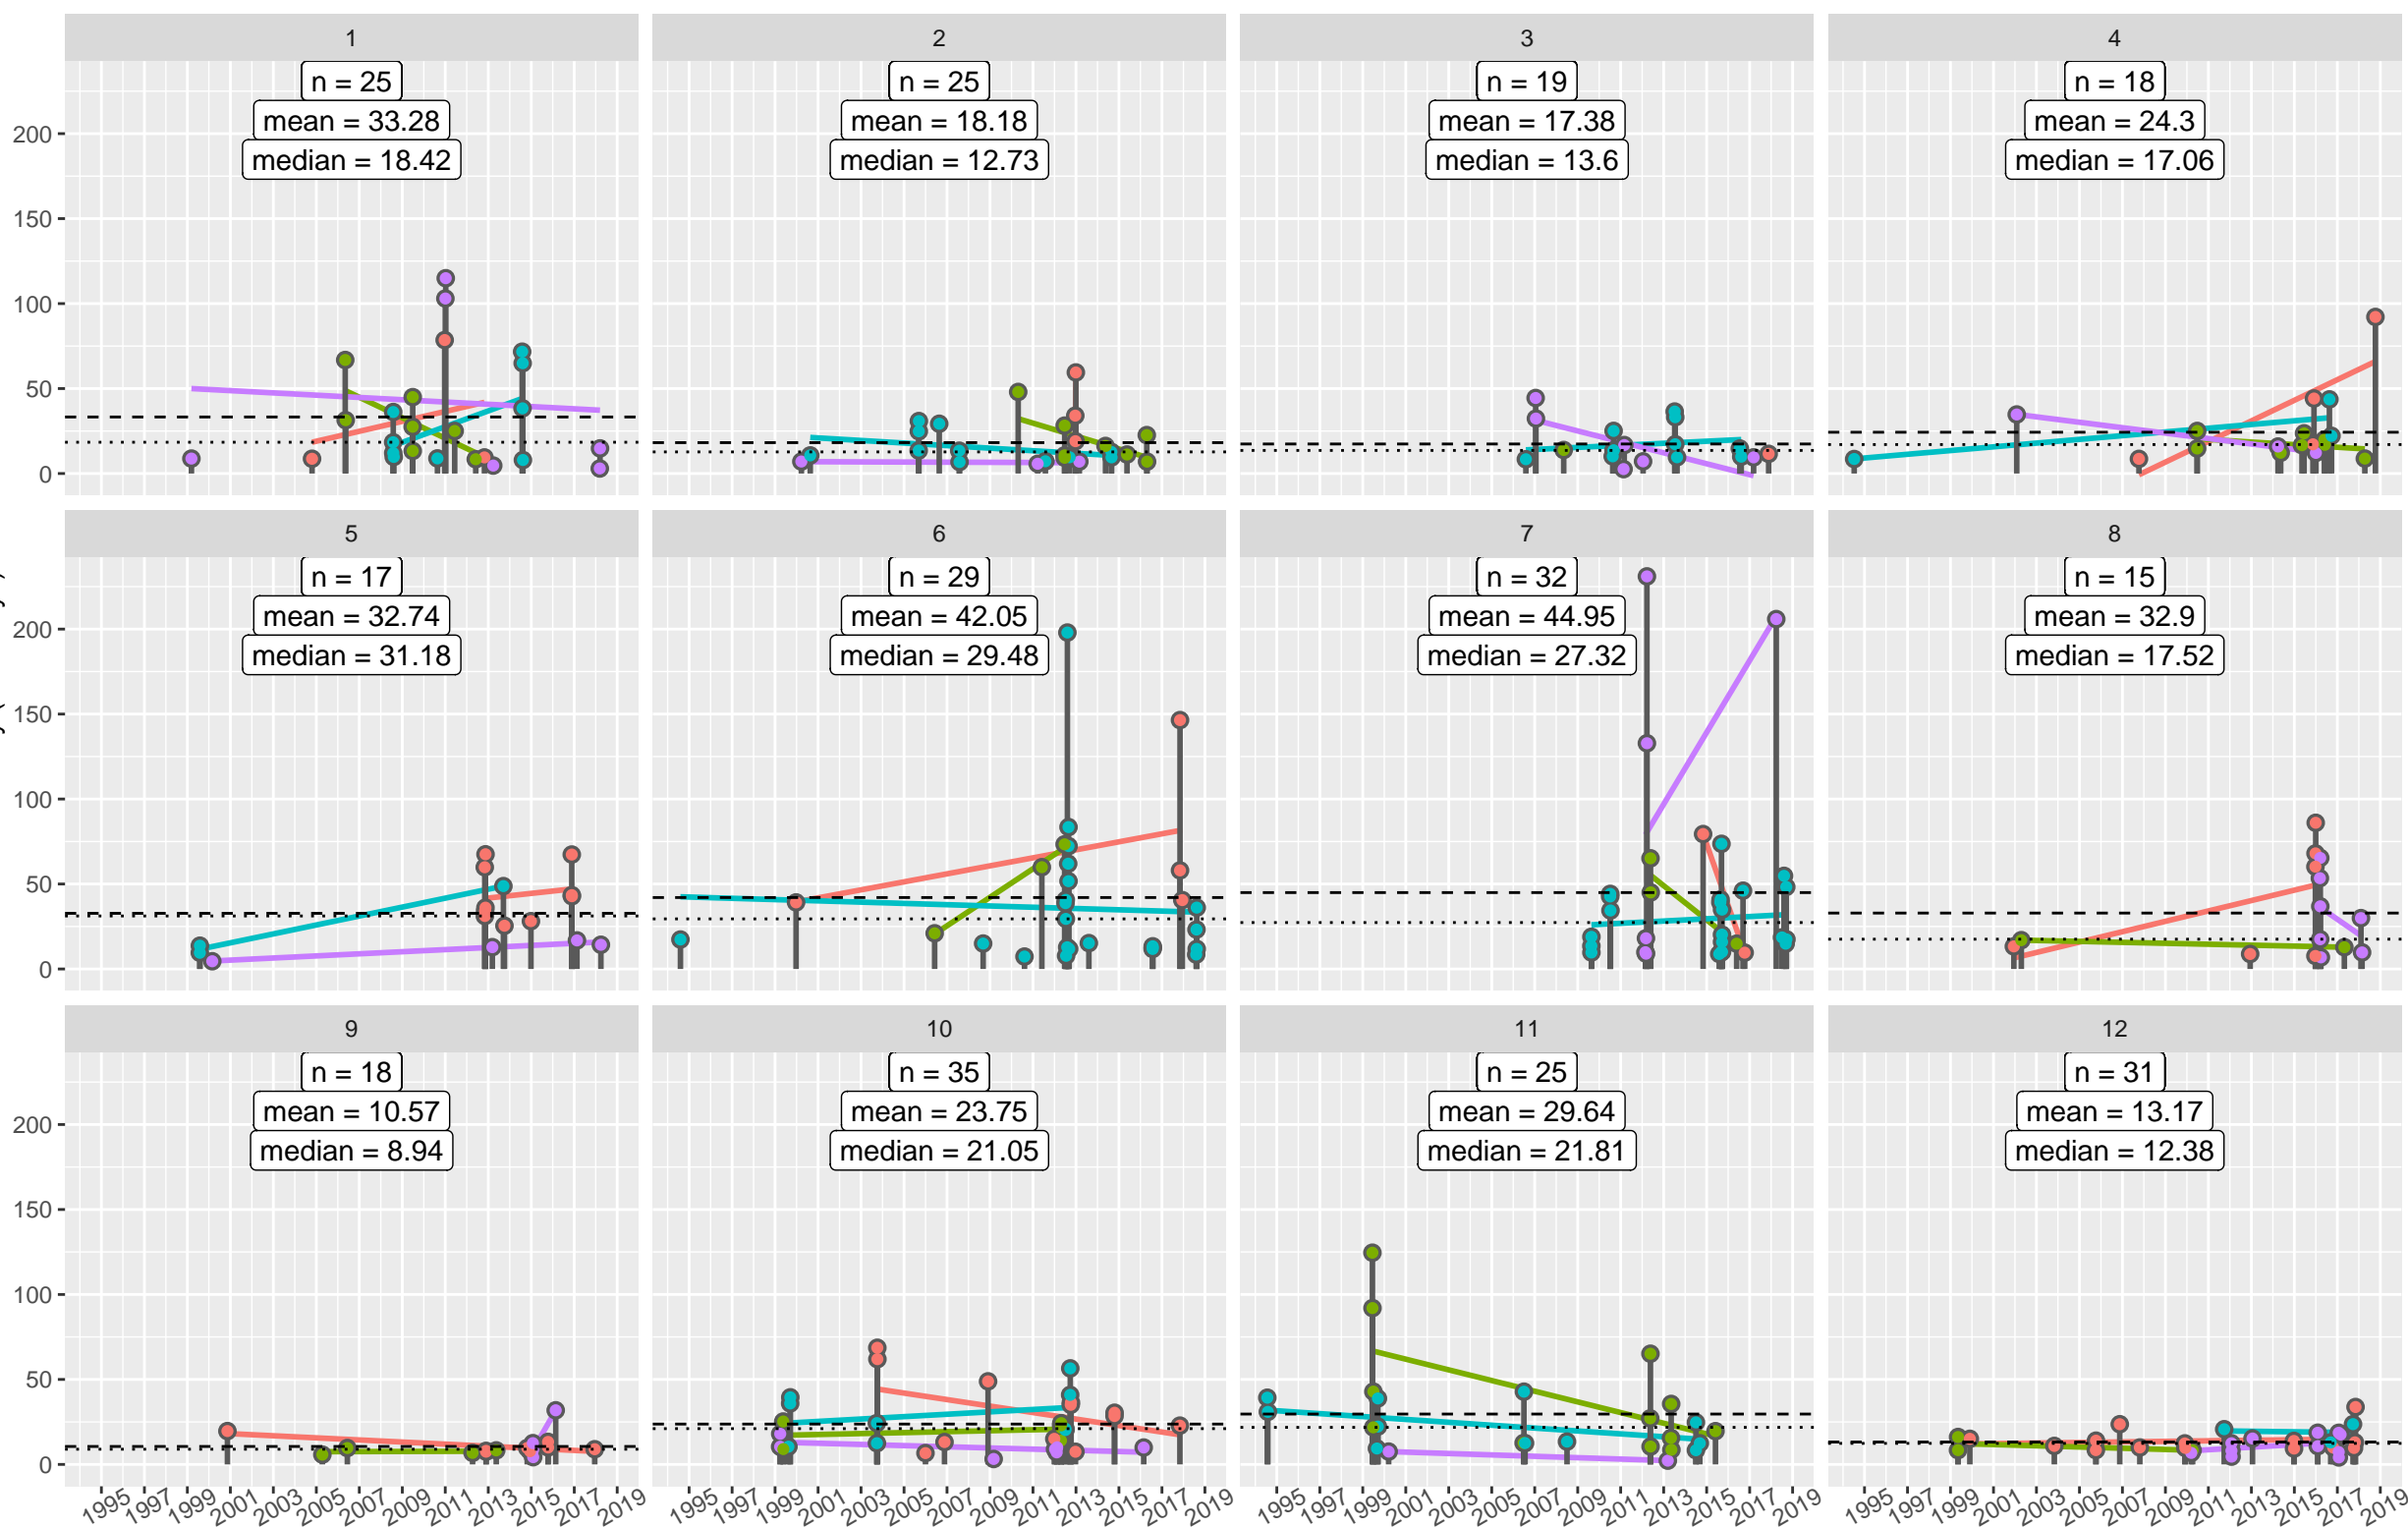 1 2 3 4
n = 25 n = 25 n = 19 n = 18
mean = 33.28 mean = 18.18 mean = 17.38 mean = 24.3
median = 18.42 median = 12.73 median = 13.6 median = 17.06
200
150
100
50
0
5 6 7 8
n = 17 n = 29 n = 32 n = 15
mean = 32.74 mean = 42.05 mean = 44.95 mean = 32.9
median = 31.18 median = 29.48 median = 27.32 median = 17.52
200
150
100
50
0
9 10 11 12
n = 18 n = 35 n = 25 n = 31
mean = 10.57 mean = 23.75 mean = 29.64 mean = 13.17
median = 8.94 median = 21.05 median = 21.81 median = 12.38
200
150
100
50
0
1995 1997 1999 2001 2003 2005 2007 2009 2011 2013 2015 2017 2019 1995 1997 1999 2001 2003 2005 2007 2009 2011 2013 2015 2017 2019 1995 1997 1999 2001 2003 2005 2007 2009 2011 2013 2015 2017 2019 1995 1997 1999 2001 2003 2005 2007 2009 2011 2013 2015 2017 2019